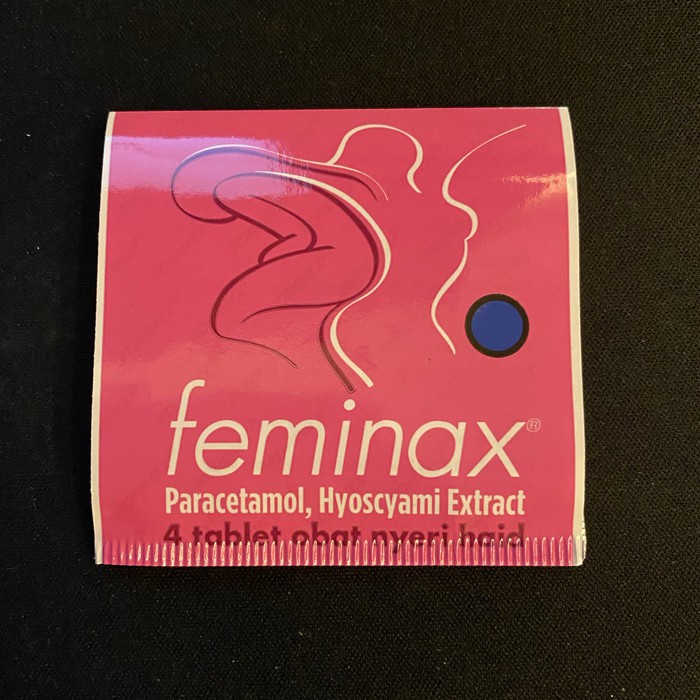 feminax®
Paracetamol, Hyoscyami Extract
4 tablet obat nyeri haid